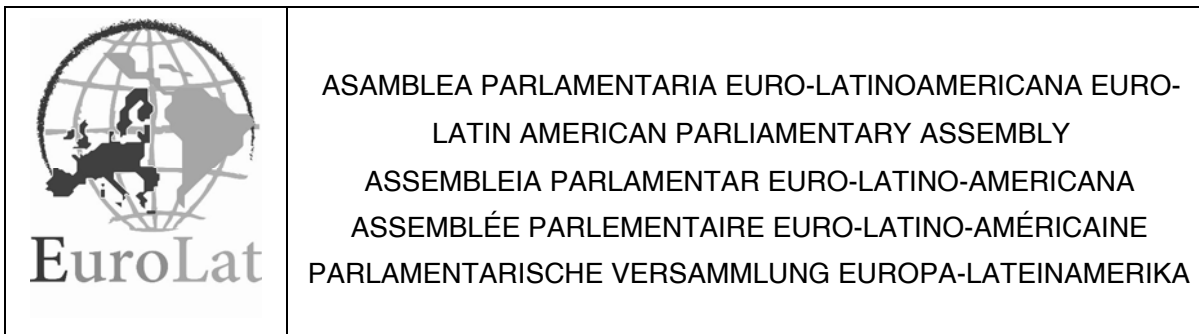 EuroLat
ASAMBLEA PARLAMENTARIA EURO-LATINOAMERICANA EURO-
LATIN AMERICAN PARLIAMENTARY ASSEMBLY
ASSEMBLEIA PARLAMENTAR EURO-LATINO-AMERICANA
ASSEMBLÉE PARLEMENTAIRE EURO-LATINO-AMÉRICAINE
PARLAMENTARISCHE VERSAMMLUNG EUROPA-LATEINAMERIKA